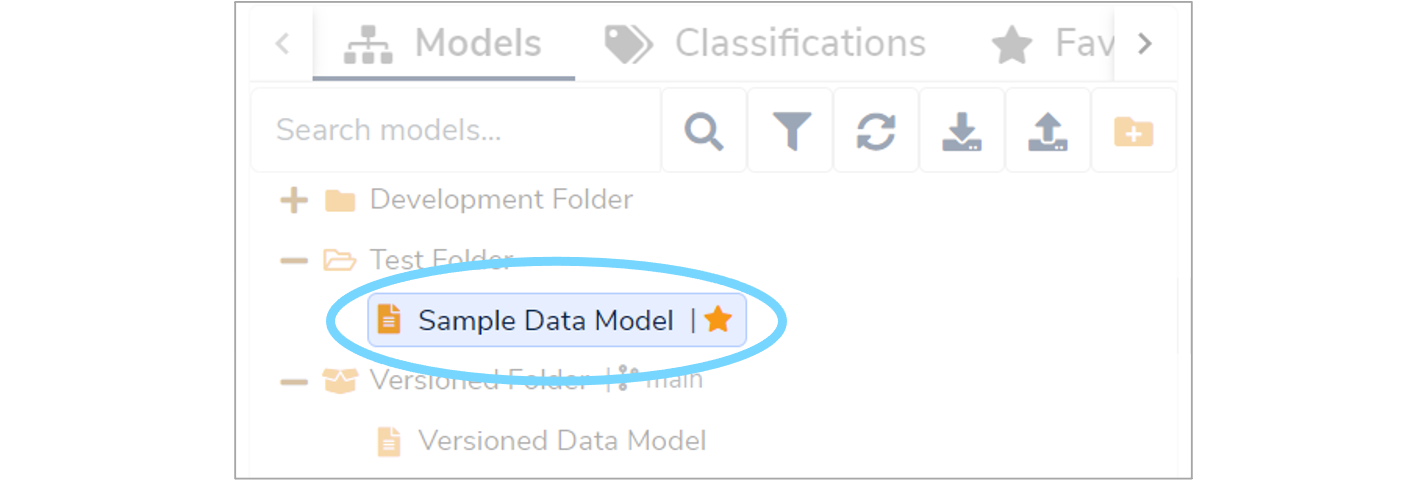 Models Classifications Fav
Search models...
Development Folder
Test Folder
Sample Data Model |
Versioned Folder | main
Versioned Data Model